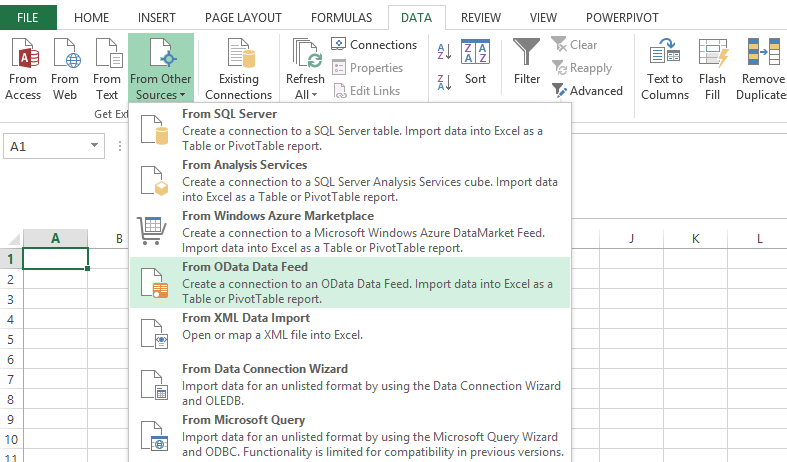 FILE HOME INSERT PAGE LAYOUT FORMULAS DATA REVIEW VIEW POWERPIVOT
From Access
From Web
From Text
From Other Sources
Existing Connections
Refresh All
Connections
Properties
Edit Links
A Z
Z A
Z A A Z
Sort
Filter
Clear
Reapply
Advanced
Text to Columns
Flash Fill
Remove Duplicate
Get Ext
A1
From SQL Server
Create a connection to a SQL Server table. Import data into Excel as a
Table or PivotTable report.
From Analysis Services
Create a connection to a SQL Server Analysis Services cube. Import data
into Excel as a Table or PivotTable report.
From Windows Azure Marketplace
Create a connection to a Microsoft Windows Azure DataMarket Feed.
Import data into Excel as a Table or PivotTable report.
From OData Data Feed
Create a connection to an OData Data Feed. Import data into Excel as a
Table or PivotTable report.
From XML Data Import
Open or map a XML file into Excel.
From Data Connection Wizard
Import data for an unlisted format by using the Data Connection Wizard
and OLEDB.
From Microsoft Query
Import data for an unlisted format by using the Microsoft Query Wizard
and ODBC. Functionality is limited for compatibility in previous versions.
A B J K L
1
2
3
4
5
6
7
8
9
10
11